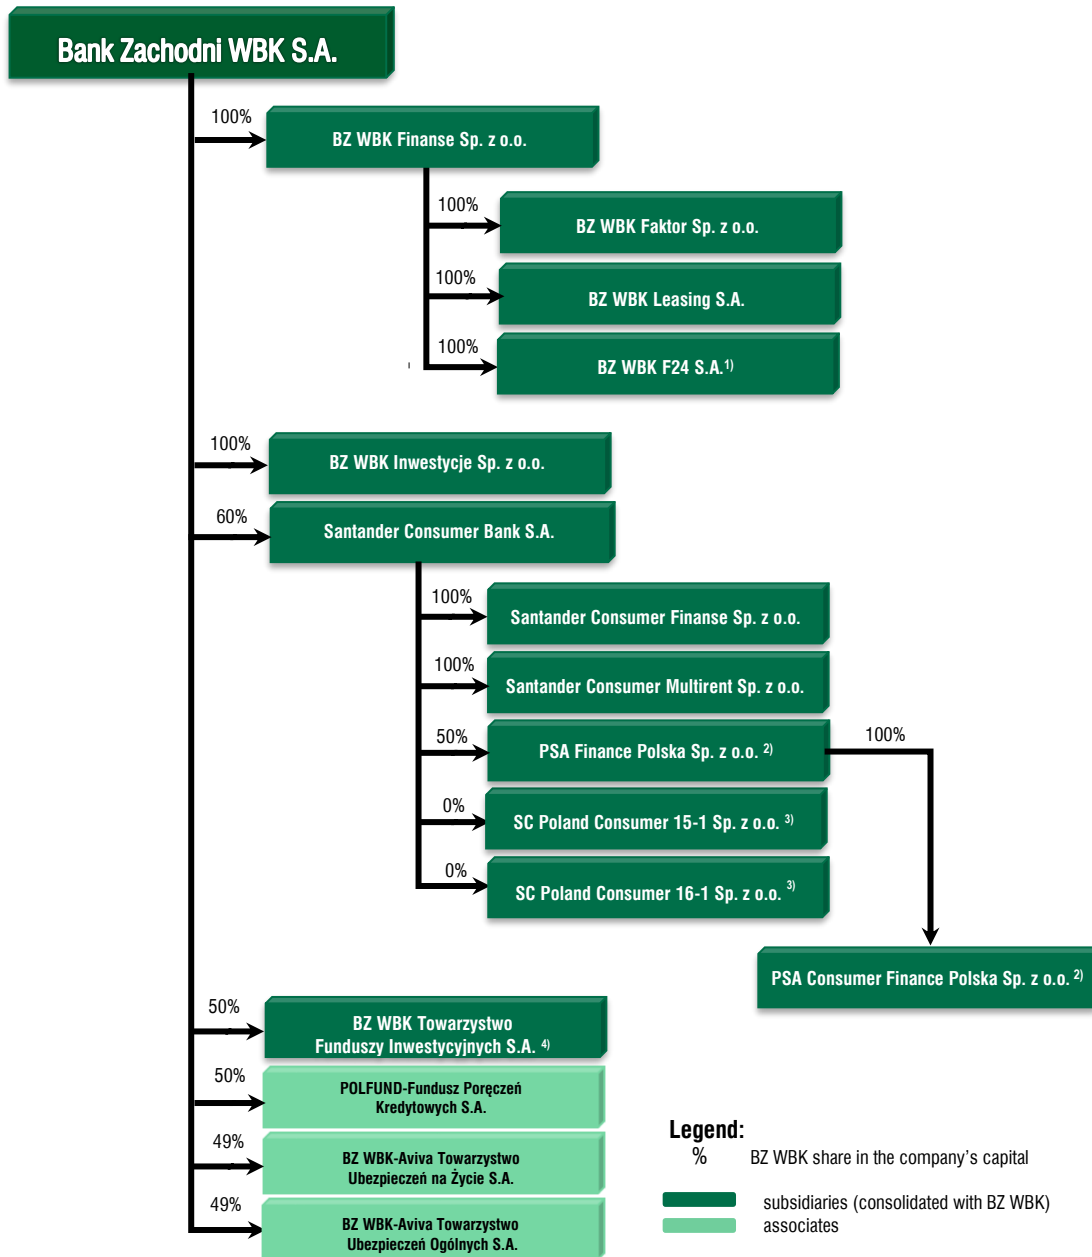 Bank Zachodni WBK S.A.
100%
BZ WBK Finanse Sp. z o.o.
100%
BZ WBK Faktor Sp. z o.o.
100%
BZ WBK Leasing S.A.
100%
BZ WBK F24 S.A.1)
100%
BZ WBK Inwestycje Sp. z o.o.
60%
Santander Consumer Bank S.A.
100%
Santander Consumer Finanse Sp. z o.o.
100%
Santander Consumer Multirent Sp. z o.o.
50%
PSA Finance Polska Sp. z o.o. 2)
100%
0%
SC Poland Consumer 15-1 Sp. z o.o. 3)
0%
SC Poland Consumer 16-1 Sp. z o.o. 3)
PSA Consumer Finance Polska Sp. z o.o. 2)
50%
BZ WBK Towarzystwo
Funduszy Inwestycyjnych S.A. 4)
50%
POLFUND-Fundusz Poręczeń
Kredytowych S.A.
49%
BZ WBK-Aviva Towarzystwo
Ubezpieczeń na Życie S.A.
49%
BZ WBK-Aviva Towarzystwo
Ubezpieczeń Ogólnych S.A.
Legend:
% BZ WBK share in the company's capital
subsidiaries (consolidated with BZ WBK)
associates